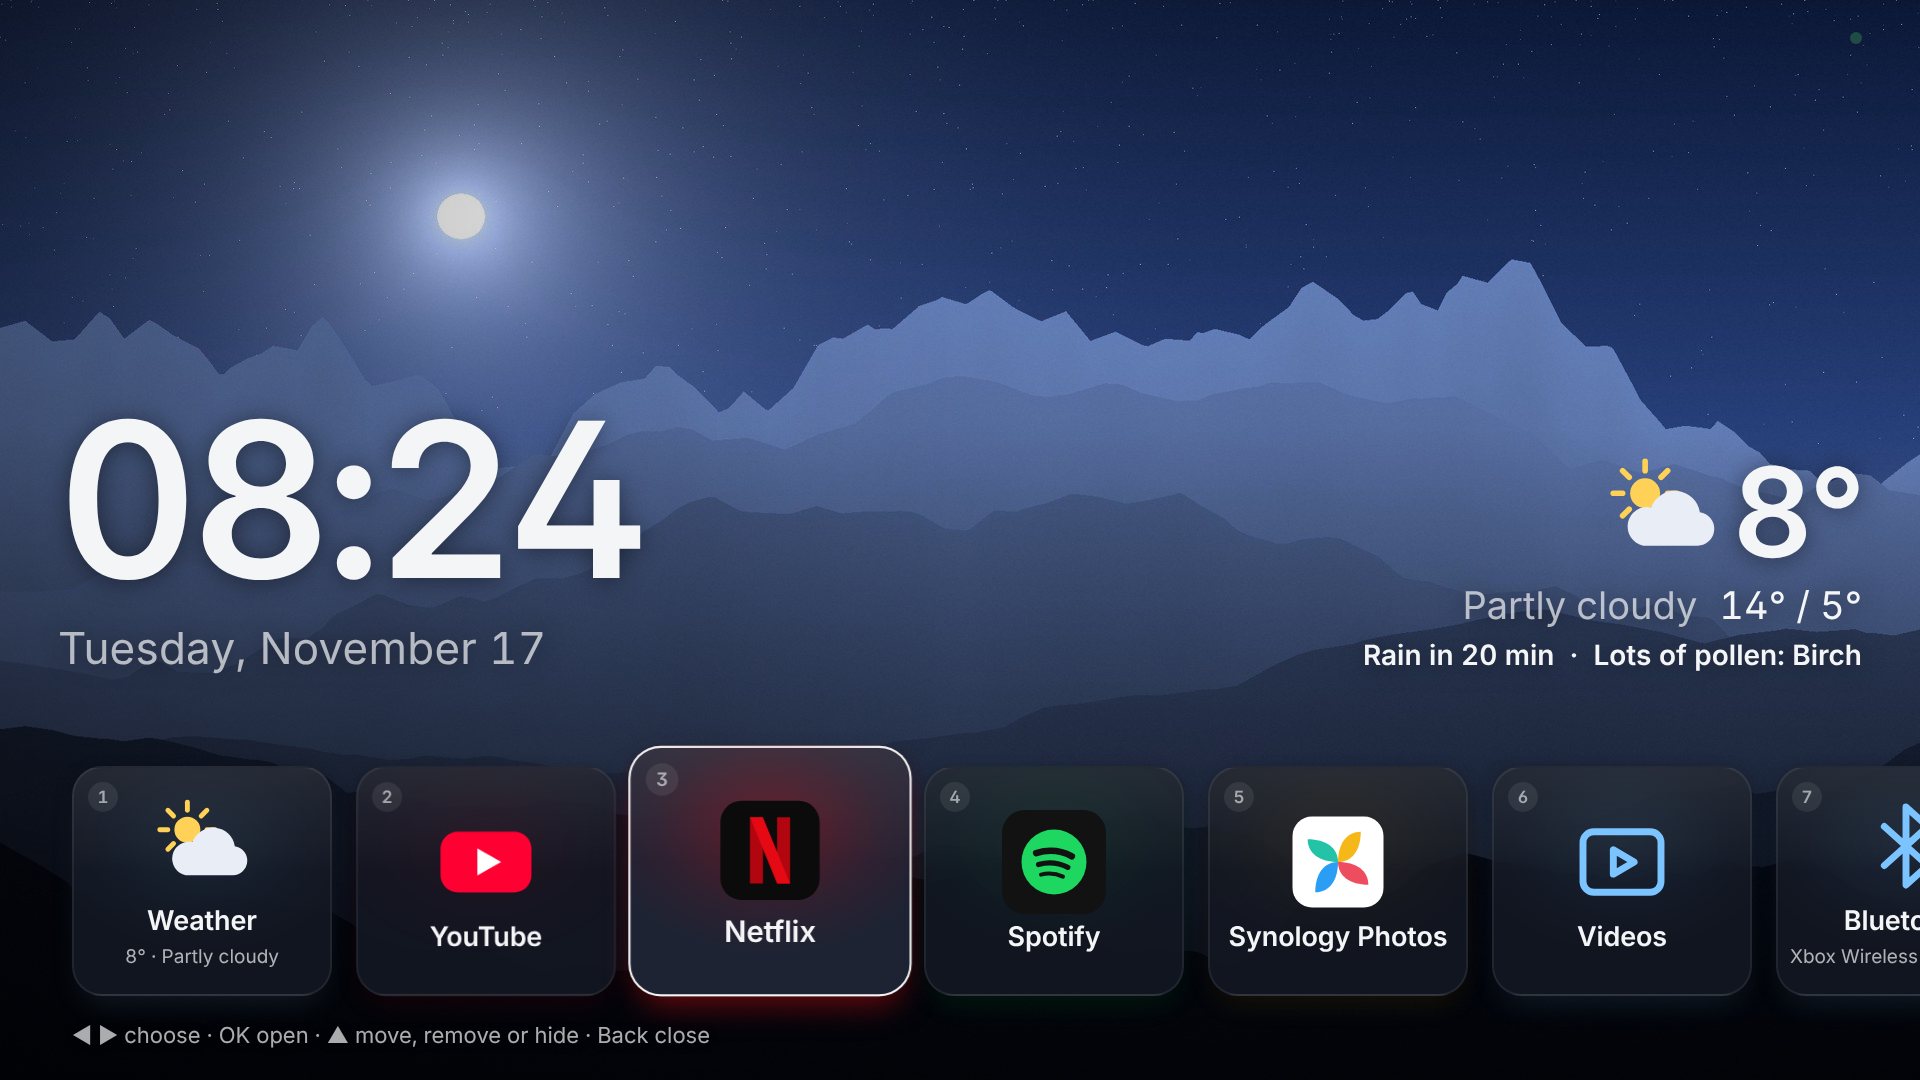 08:24
Tuesday, November 17
8°
Partly cloudy 14° / 5°
Rain in 20 min · Lots of pollen: Birch
1
Weather
8° · Partly cloudy
2
YouTube
3
N
Netflix
4
Spotify
5
Synology Photos
6
Videos
7
Blueto
Xbox Wireless
◀ ▶ choose · OK open · ▲ move, remove or hide · Back close